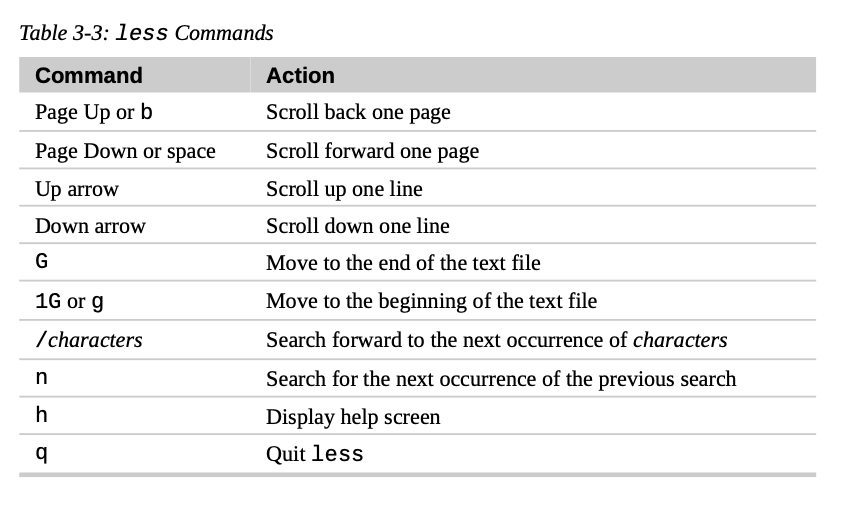 Table 3-3: less Commands
Command Action
Page Up or b Scroll back one page
Page Down or space Scroll forward one page
Up arrow Scroll up one line
Down arrow Scroll down one line
G Move to the end of the text file
1G or g Move to the beginning of the text file
/characters Search forward to the next occurrence of characters
n Search for the next occurrence of the previous search
h Display help screen
q Quit less